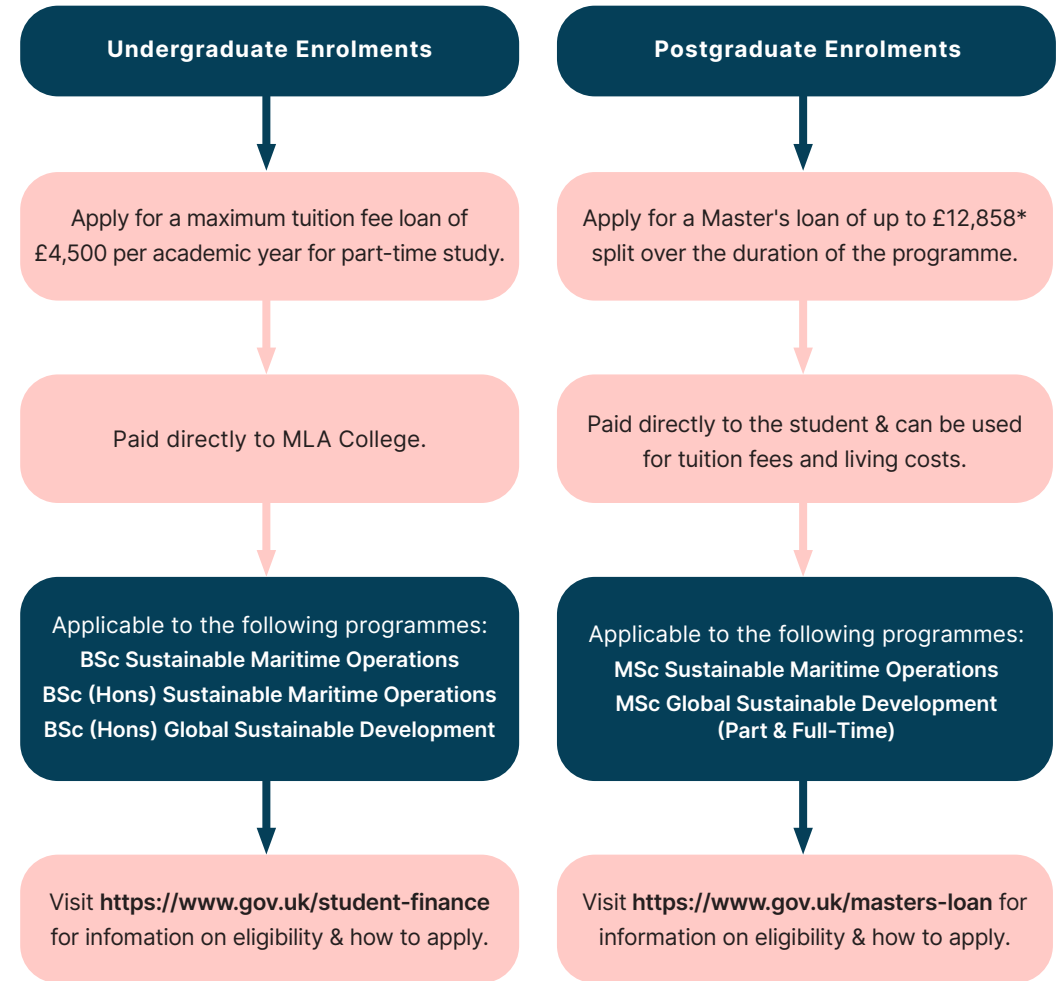 Undergraduate Enrolments
Apply for a maximum tuition fee loan of
£4,500 per academic year for part-time study.
Paid directly to MLA College.
Applicable to the following programmes:
BSc Sustainable Maritime Operations
BSc (Hons) Sustainable Maritime Operations
BSc (Hons) Global Sustainable Development
Visit https://www.gov.uk/student-finance
for infomation on eligibility & how to apply.
Postgraduate Enrolments
Apply for a Master's loan of up to £12,858*
split over the duration of the programme.
Paid directly to the student & can be used
for tuition fees and living costs.
Applicable to the following programmes:
MSc Sustainable Maritime Operations
MSc Global Sustainable Development
(Part & Full-Time)
Visit https://www.gov.uk/masters-loan for
information on eligibility & how to apply.